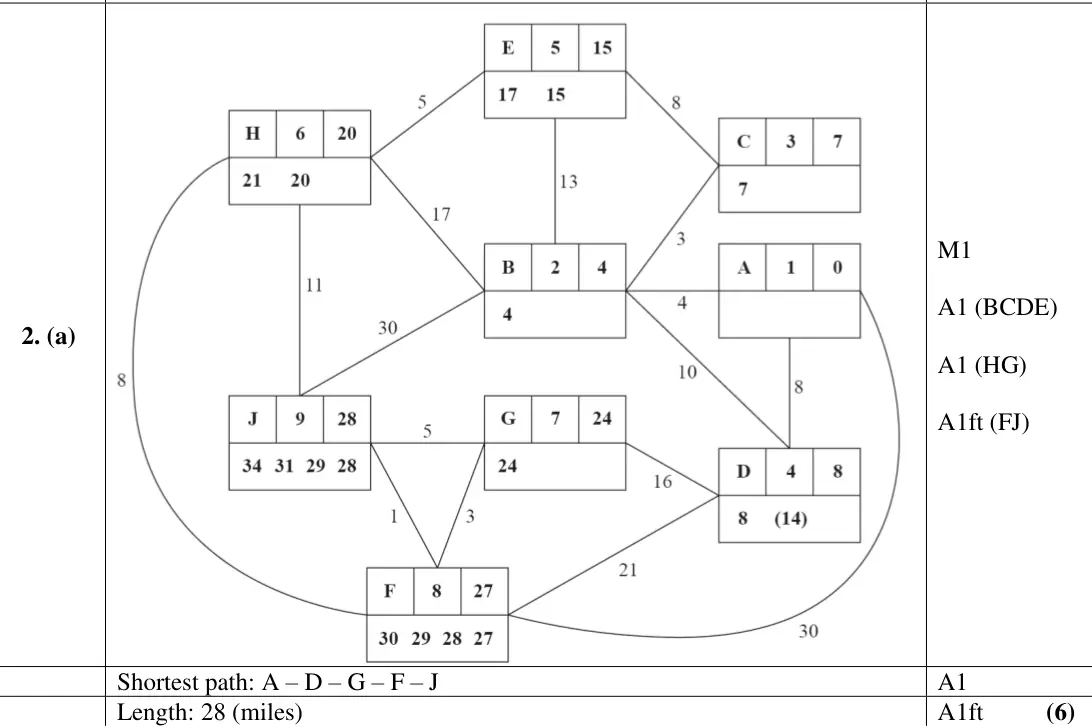 E 5 15
17 15
5
8
H 6 20
21 20
C 3 7
7
13
17
3
B 2 4
4
A 1 0
4
M1
A1 (BCDE)
A1 (HG)
A1ft (FJ)
2. (a)
11
30
10
8
8
J 9 28
34 31 29 28
5
G 7 24
24
16
D 4 8
8 (14)
1
3
21
F 8 27
30 29 28 27
30
Shortest path: A – D – G – F – J A1
Length: 28 (miles) A1ft (6)